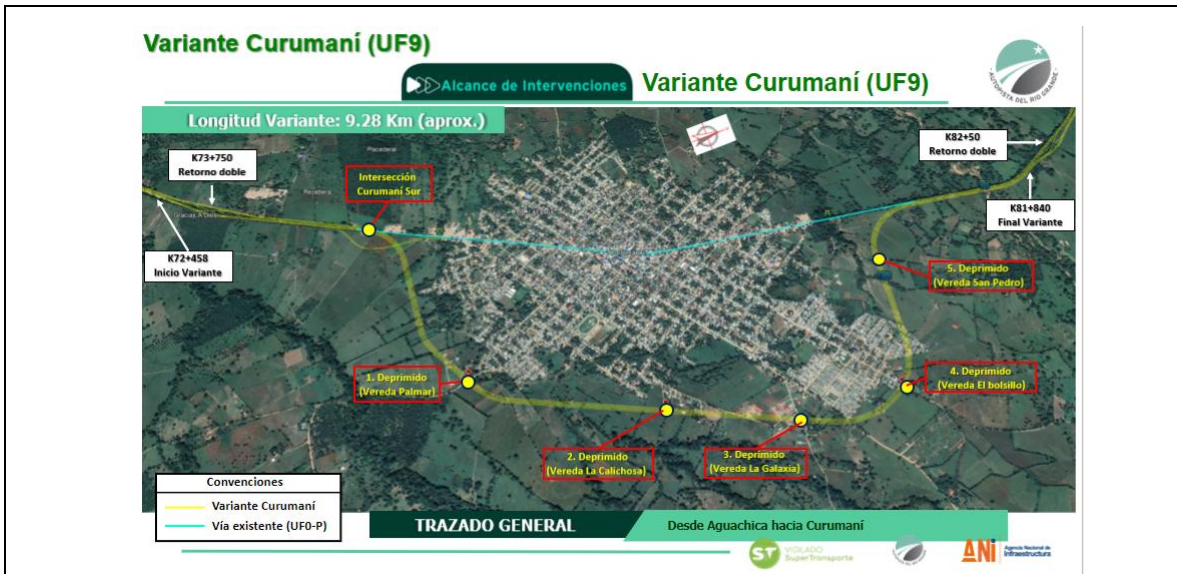 Variante Curumaní (UF9)
Alcance de Intervenciones
Variante Curumaní (UF9)
AUTOPISTA DEL RIO GRANDE
Longitud Variante: 9.28 Km (aprox.)
K73+750
Retorno doble
K72+458
Inicio Variante
Intersección
Curumaní Sur
K82+50
Retorno doble
K81+840
Final Variante
5. Deprimido
(Vereda San Pedro)
1. Deprimido
(Vereda Palmar)
4. Deprimido
(Vereda El bolsillo)
2. Deprimido
(Vereda La Calichosa)
3. Deprimido
(Vereda La Galaxia)
Convenciones
Variante Curumaní
Vía existente (UF0-P)
TRAZADO GENERAL
Desde Aguachica hacia Curumaní
ST
VIGILADO
SuperTransporte
ANI
Agencia Nacional de
Infraestructura